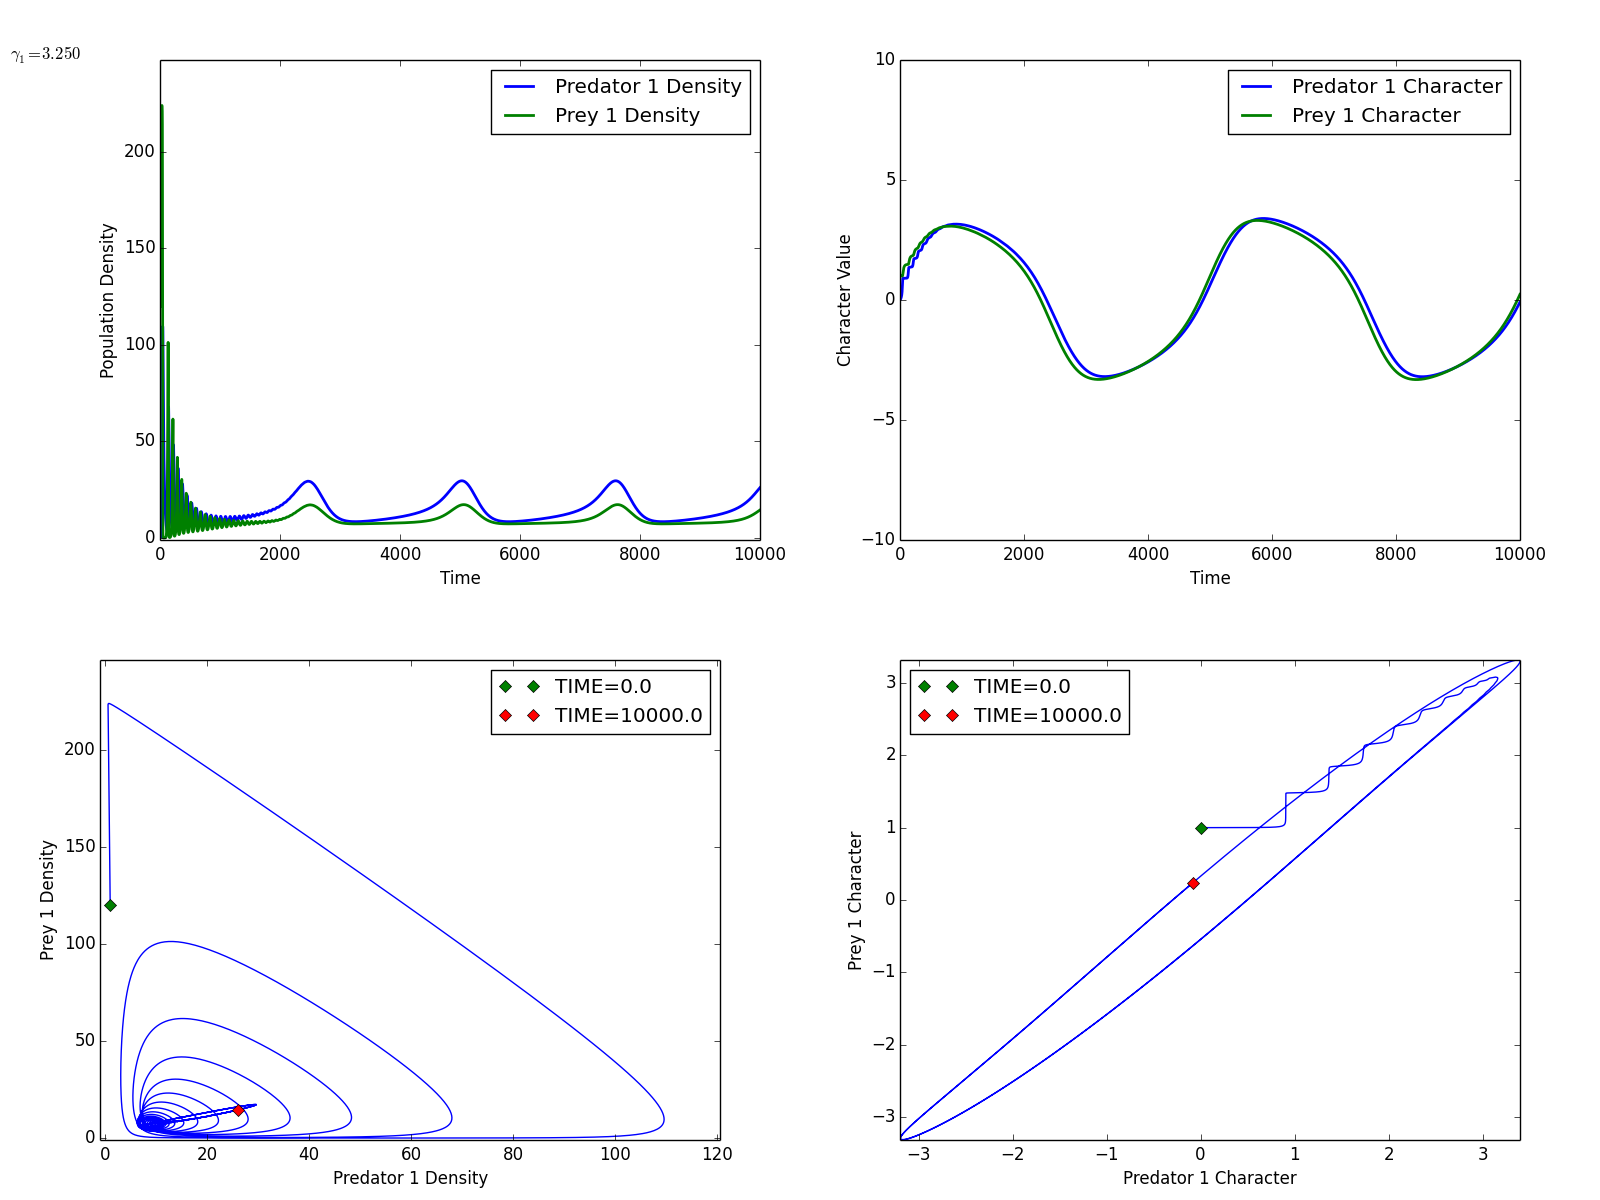 γ₁=3.250
Predator 1 Density
Prey 1 Density
200
150
100
50
0
Population Density
0 2000 4000 6000 8000 10000
Time
Predator 1 Character
Prey 1 Character
10
5
0
−5
−10
Character Value
0 2000 4000 6000 8000 10000
Time
TIME=0.0
TIME=10000.0
200
150
100
50
0
Prey 1 Density
0 20 40 60 80 100 120
Predator 1 Density
TIME=0.0
TIME=10000.0
3
2
1
0
−1
−2
−3
Prey 1 Character
−3 −2 −1 0 1 2 3
Predator 1 Character